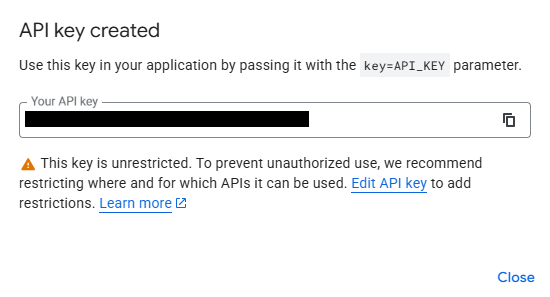 API key created
Use this key in your application by passing it with the key=API_KEY parameter.
Your API key
This key is unrestricted. To prevent unauthorized use, we recommend
restricting where and for which APIs it can be used. Edit API key to add
restrictions. Learn more
Close